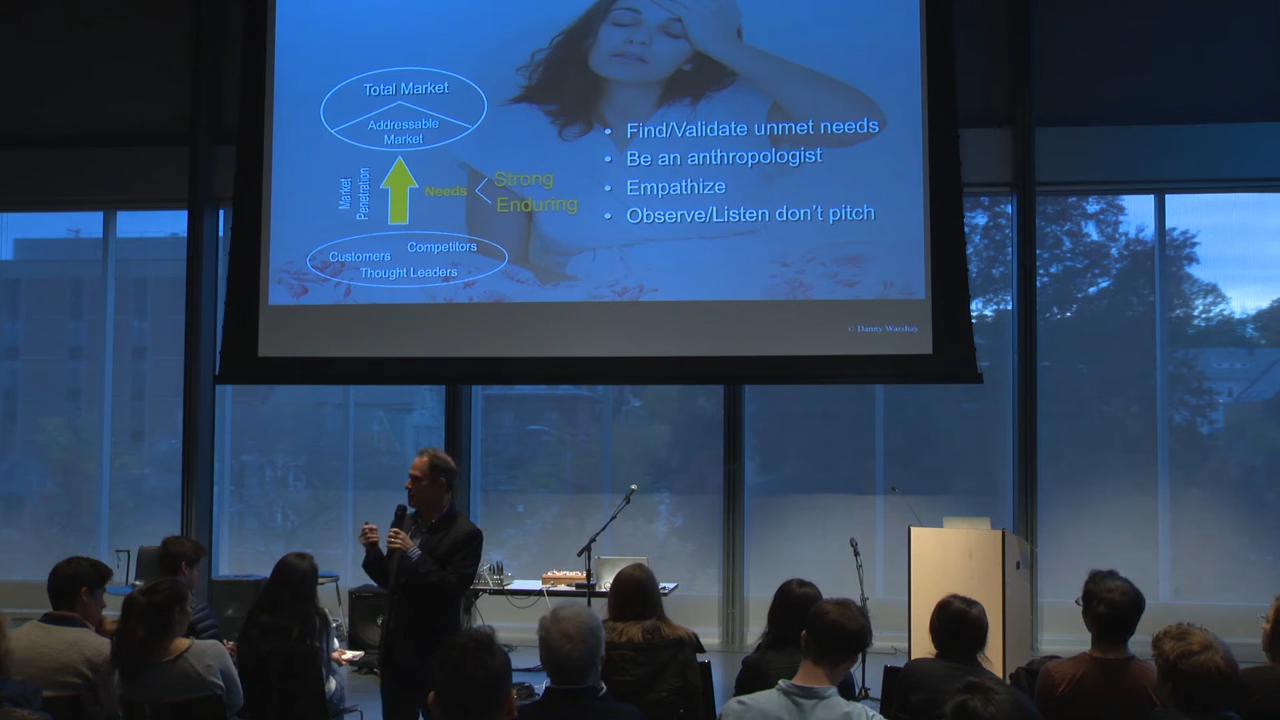 Total Market
Addressable
Market
Market
Penetration
Needs
Strong
Enduring
Customers
Competitors
Thought Leaders
• Find/Validate unmet needs
• Be an anthropologist
• Empathize
• Observe/Listen don't pitch
© Danny Warshay